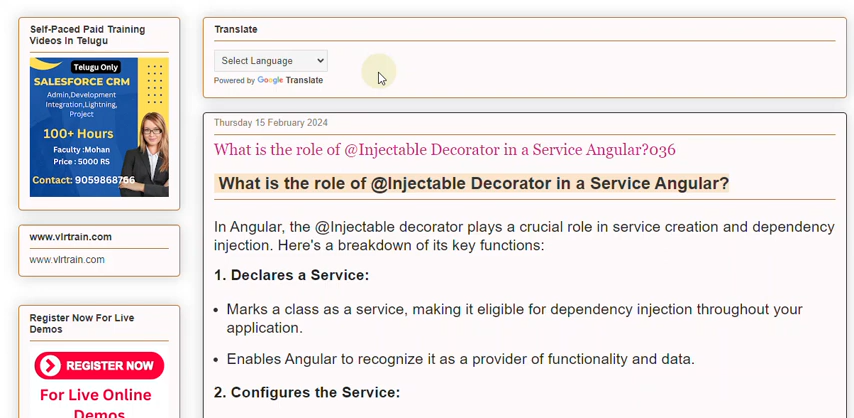 Self-Paced Paid Training
Videos In Telugu
Telugu Only
SALESFORCE CRM
Admin,Development
Integration,Lightning,
Project
100+ Hours
Faculty :Mohan
Price : 5000 RS
Contact: 9059868766
www.vlrtrain.com
www.vlrtrain.com
Register Now For Live
Demos
REGISTER NOW
For Live Online
Demos
Translate
Select Language
Powered by Google Translate
Thursday 15 February 2024
What is the role of @Injectable Decorator in a Service Angular?036
What is the role of @Injectable Decorator in a Service Angular?
In Angular, the @Injectable decorator plays a crucial role in service creation and dependency
injection. Here's a breakdown of its key functions:
1. Declares a Service:
• Marks a class as a service, making it eligible for dependency injection throughout your
application.
• Enables Angular to recognize it as a provider of functionality and data.
2. Configures the Service: